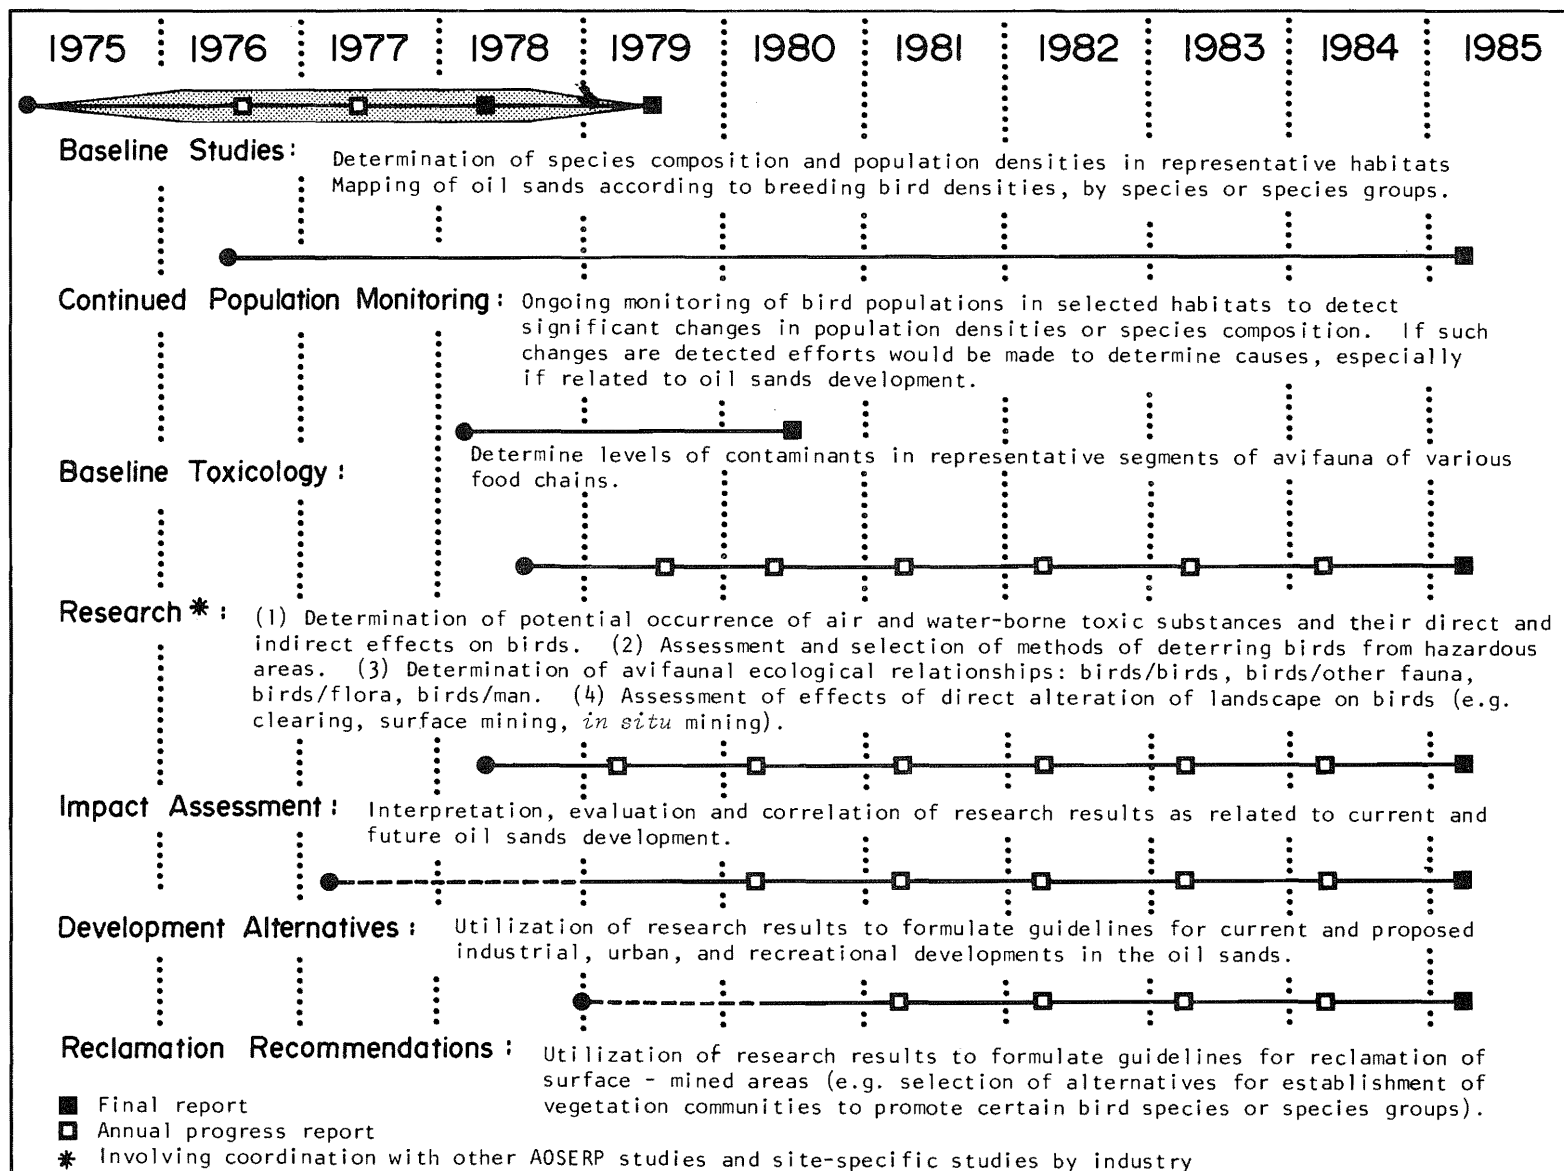 1975 1976 1977 1978 1979 1980 1981 1982 1983 1984 1985
Baseline Studies: Determination of species composition and population densities in representative habitats
Mapping of oil sands according to breeding bird densities, by species or species groups.
Continued Population Monitoring: Ongoing monitoring of bird populations in selected habitats to detect
significant changes in population densities or species composition. If such
changes are detected efforts would be made to determine causes, especially
if related to oil sands development.
Baseline Toxicology: Determine levels of contaminants in representative segments of avifauna of various
food chains.
Research*: (1) Determination of potential occurrence of air and water-borne toxic substances and their direct and
indirect effects on birds. (2) Assessment and selection of methods of deterring birds from hazardous
areas. (3) Determination of avifaunal ecological relationships: birds/birds, birds/other fauna,
birds/flora, birds/man. (4) Assessment of effects of direct alteration of landscape on birds (e.g.
clearing, surface mining, in situ mining).
Impact Assessment: Interpretation, evaluation and correlation of research results as related to current and
future oil sands development.
Development Alternatives: Utilization of research results to formulate guidelines for current and proposed
industrial, urban, and recreational developments in the oil sands.
Reclamation Recommendations: Utilization of research results to formulate guidelines for reclamation of
surface - mined areas (e.g. selection of alternatives for establishment of
vegetation communities to promote certain bird species or species groups).
Final report
Annual progress report
* Involving coordination with other AOSERP studies and site-specific studies by industry